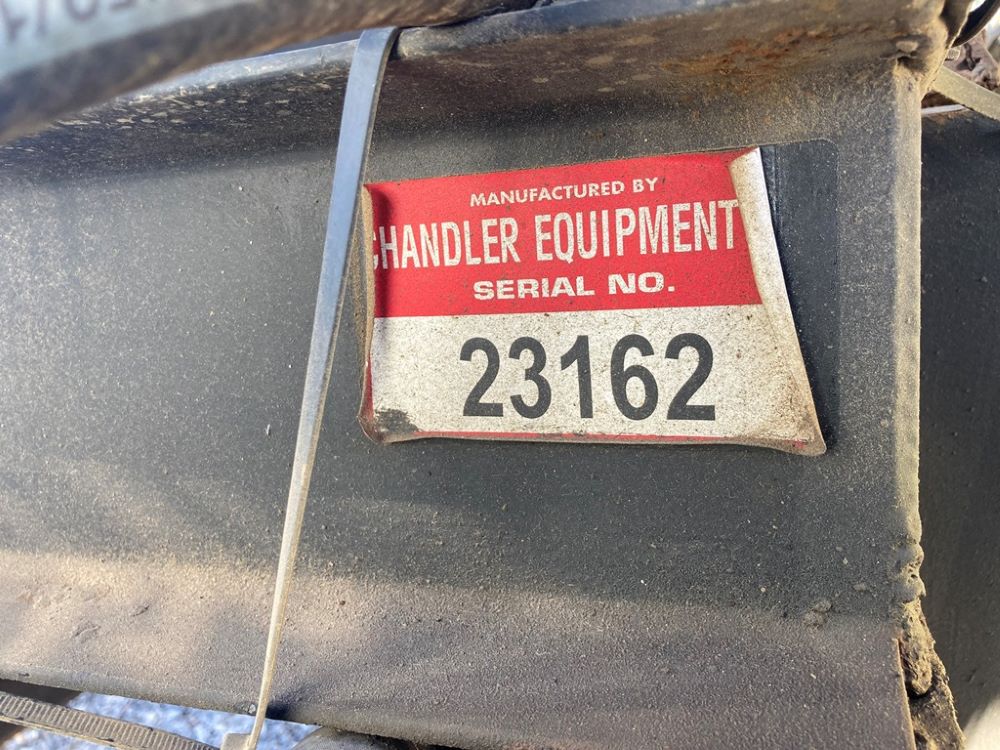 MANUFACTURED BY
CHANDLER EQUIPMENT
SERIAL NO.
23162